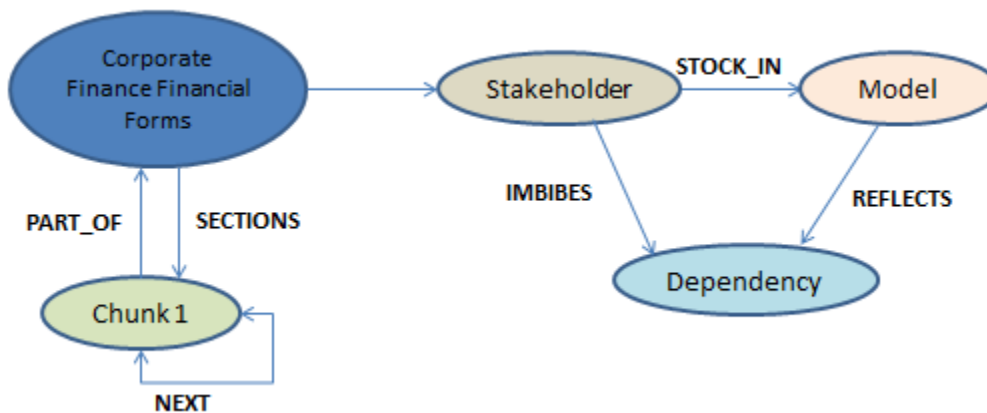 Corporate
Finance Financial
Forms
Stakeholder
STOCK_IN
Model
IMBIBES
REFLECTS
PART_OF
SECTIONS
Dependency
Chunk 1
NEXT